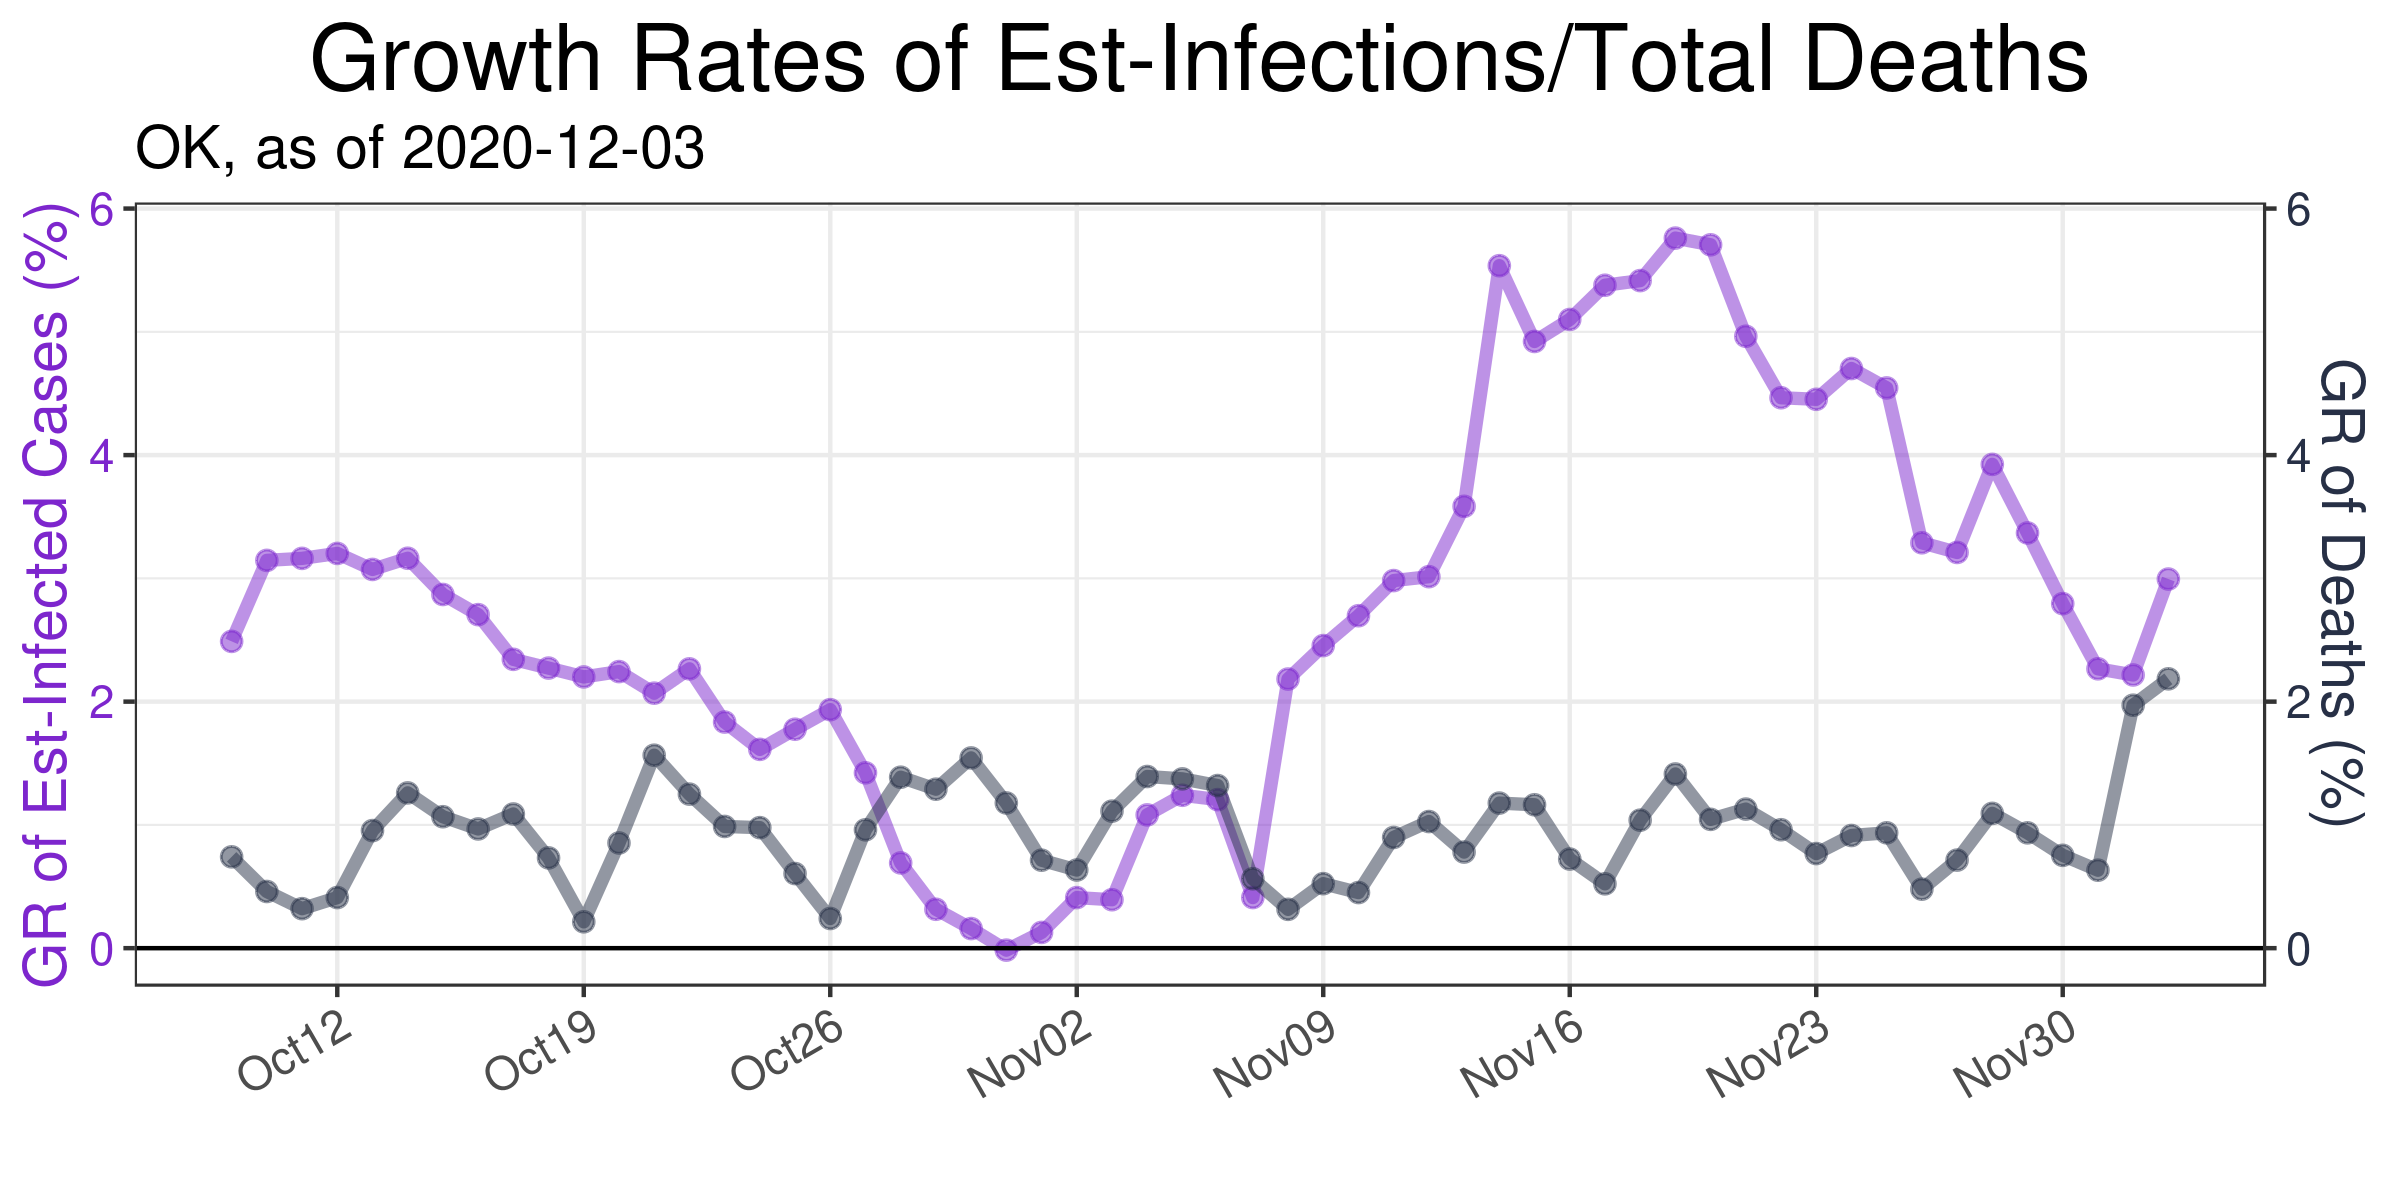 Growth Rates of Est-Infections/Total Deaths
OK, as of 2020-12-03
GR of Est-Infected Cases (%)
6
4
2
0
6
4
2
0
GR of Deaths (%)
Oct12
Oct19
Oct26
Nov02
Nov09
Nov16
Nov23
Nov30